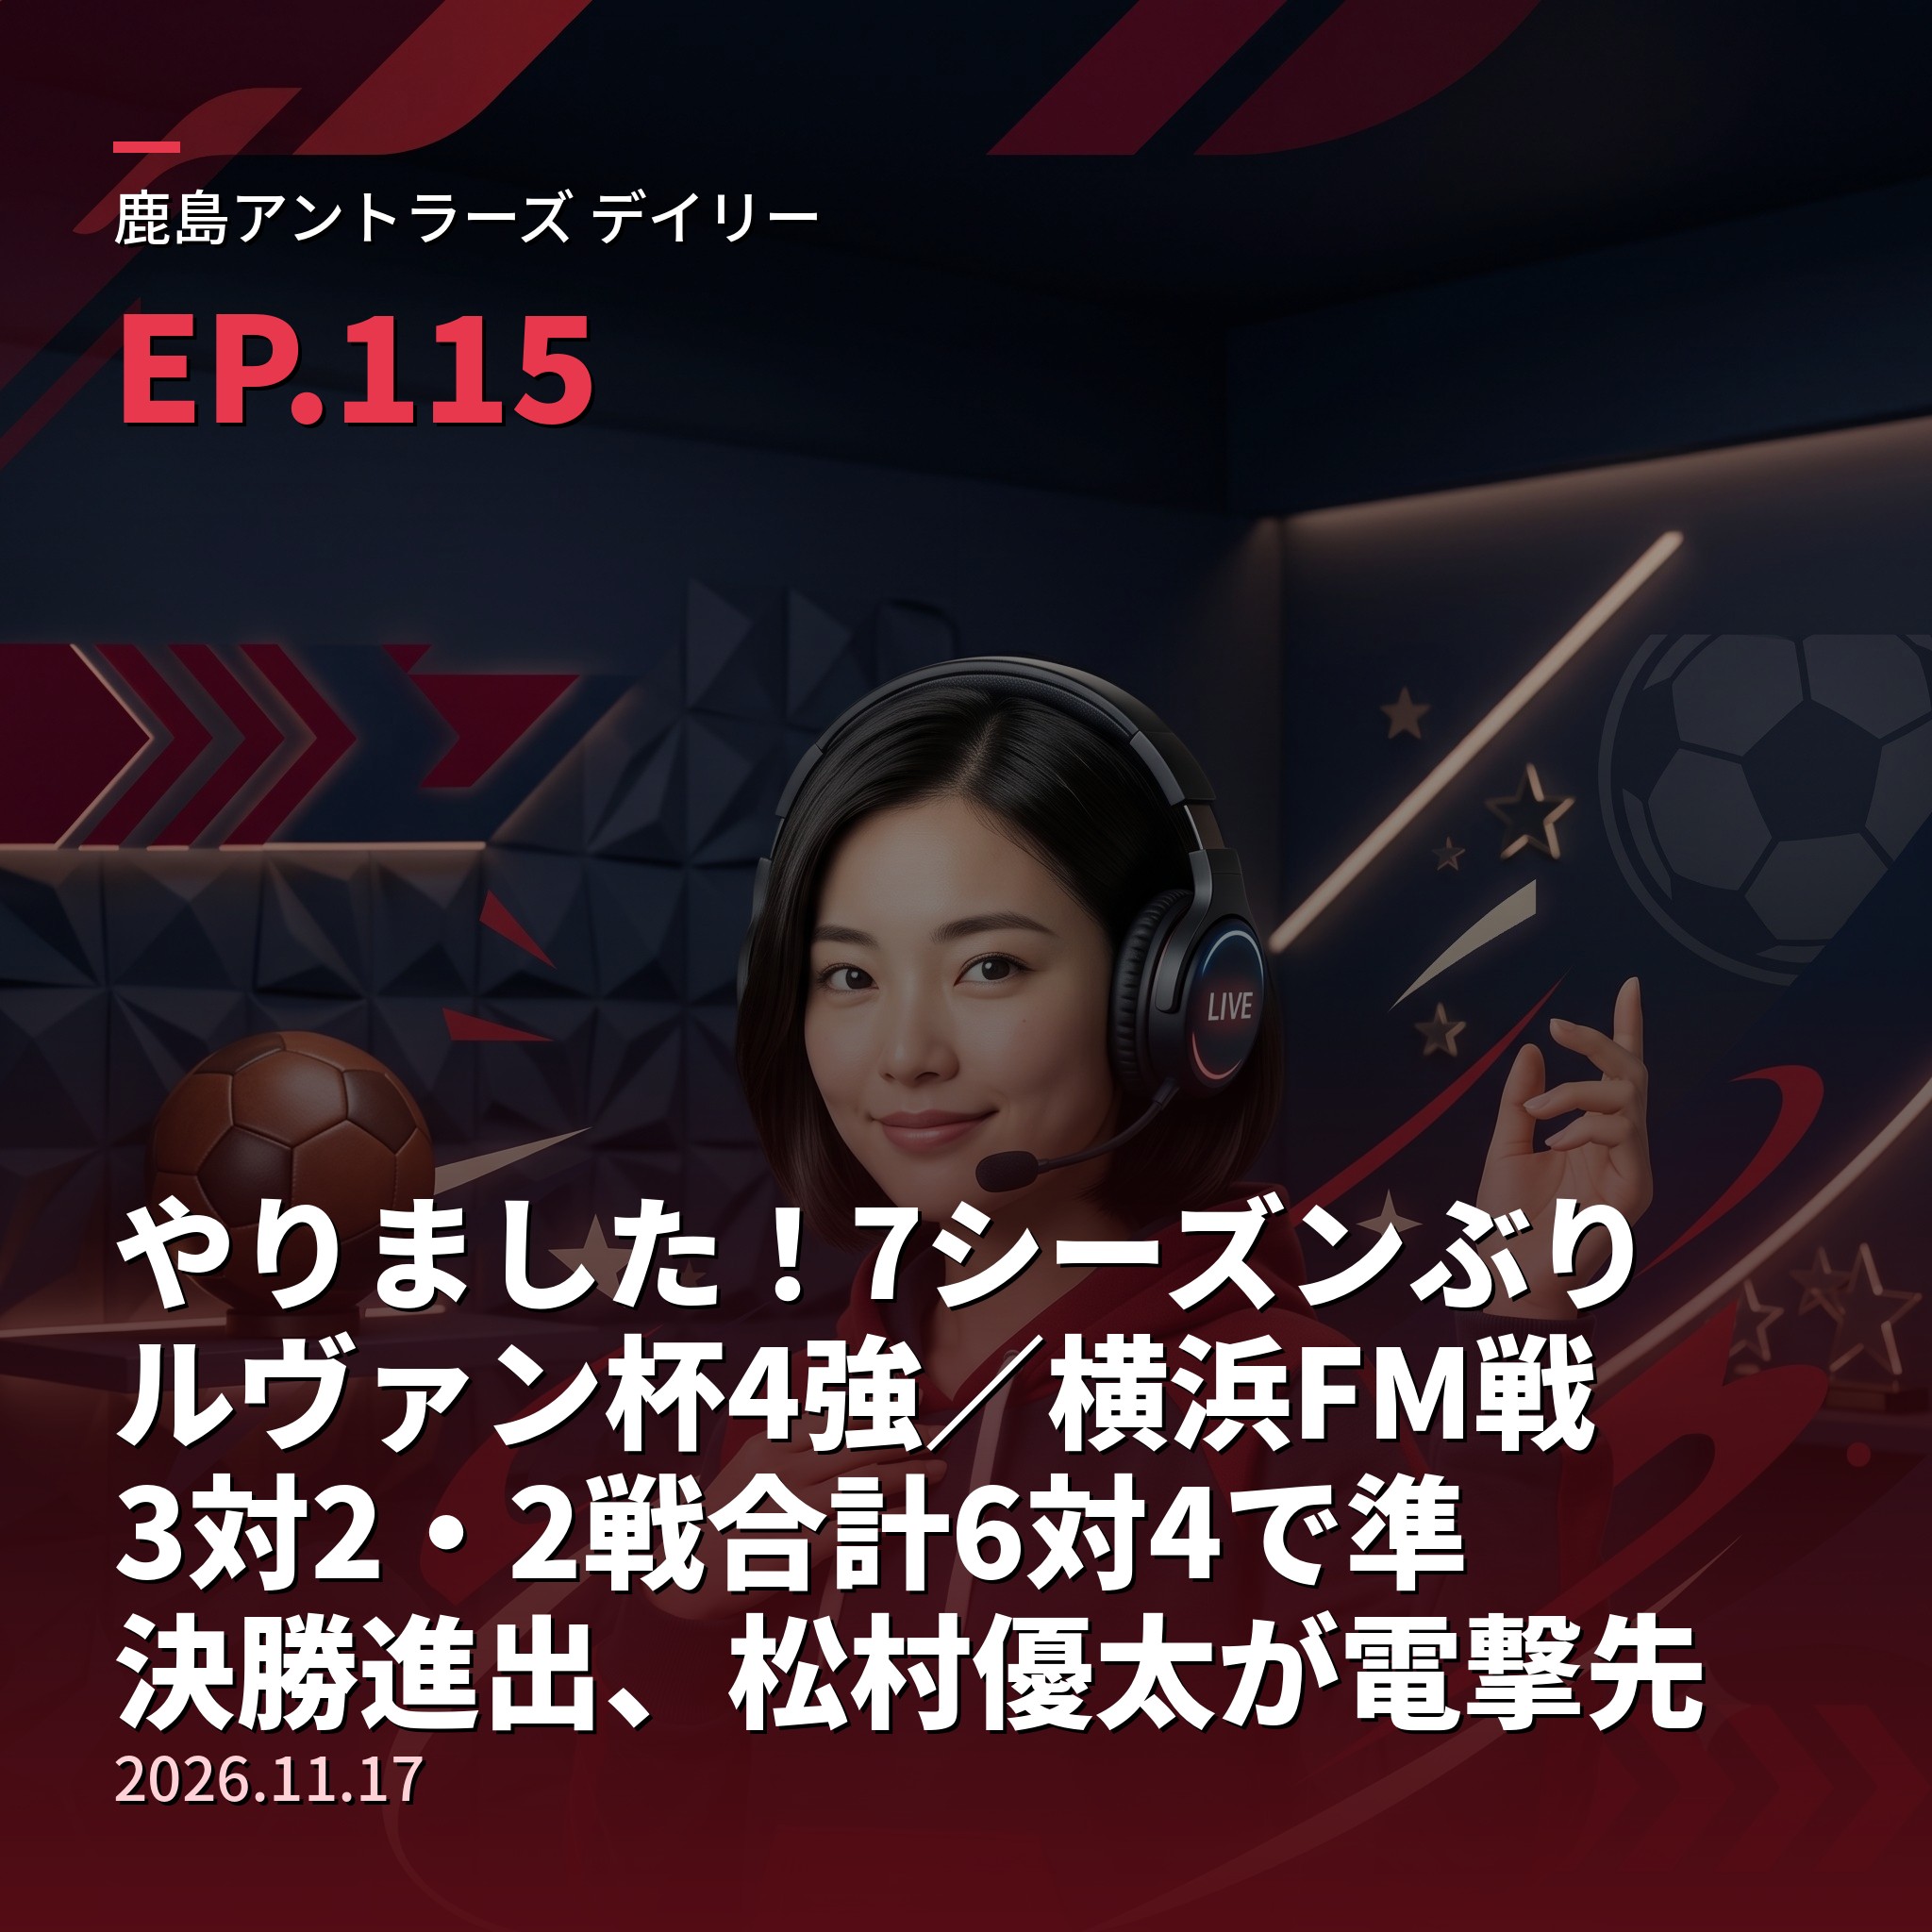 鹿島アントラーズ デイリー
EP.115
LIVE
やりました！7シーズンぶり
ルヴァン杯4強／横浜FM戦
3対2・2戦合計6対4で準
決勝進出、松村優太が電撃先
2026.11.17